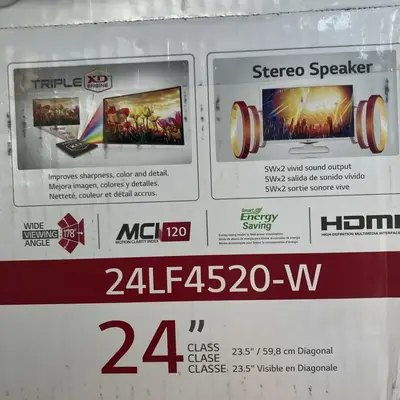 TRIPLE XD ENGINE
Improves sharpness, color and detail.
Mejora imagen, colores y detalles.
Netteté, couleur et détail accrus.
Stereo Speaker
5Wx2 vivid sound output
5Wx2 salida de sonido vívido
5Wx2 sortie sonore vive
WIDE
VIEWING
ANGLE
178°
MCI 120
MOTION CLARITY INDEX
Smart
Energy
Saving
HDMI
HIGH-DEFINITION MULTIMEDIA INTERFACE
24LF4520-W
24”
CLASS
CLASE 23.5” / 59,8 cm Diagonal
CLASSE 23.5” Visible en Diagonale